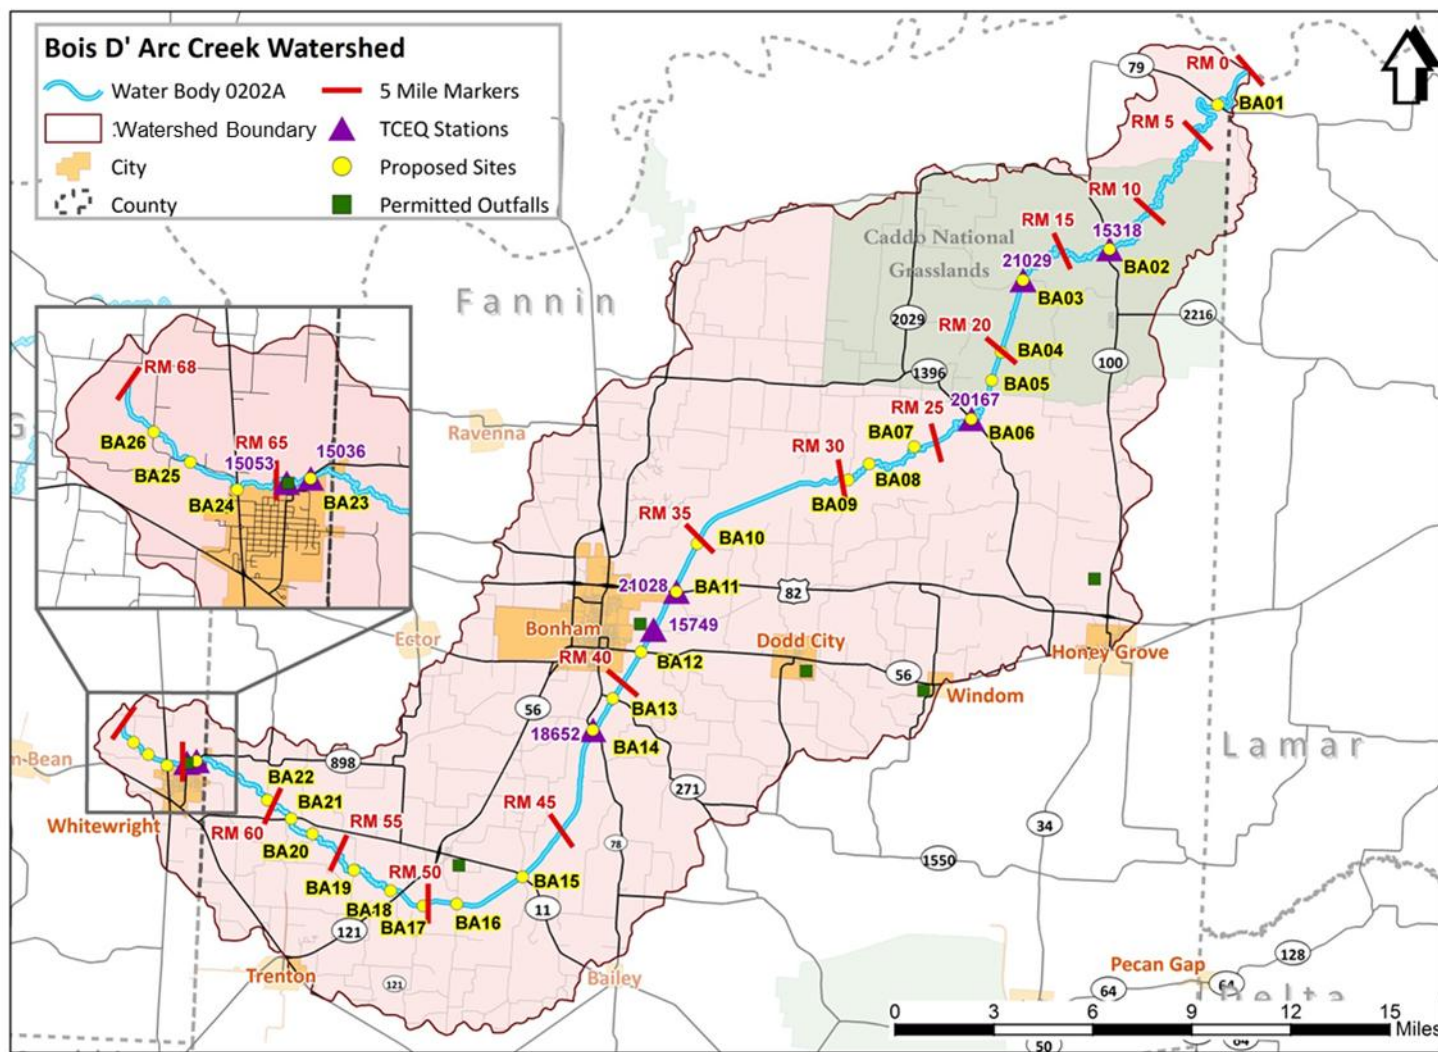 Bois D' Arc Creek Watershed
Water Body 0202A
5 Mile Markers
:Watershed Boundary
TCEQ Stations
City
Proposed Sites
County
Permitted Outfalls
79
RM 0
BA01
RM 5
RM 10
RM 15
15318
BA02
Caddo National
Grasslands
21029
BA03
Fannin
2029
RM 20
BA04
2216
100
1396
BA05
20167
RM 25
BA06
BA07
RM 30
BA08
BA09
Ravenna
RM 68
BA26
RM 65
15053
15036
BA25
BA24
BA23
RM 35
BA10
21028
BA11
82
15749
Bonham
Ector
BA12
Dodd City
Honey Grove
RM 40
56
Windom
BA13
56
18652
BA14
Lamar
898
271
BA22
BA21
Whitewright
RM 60
RM 55
BA20
RM 45
34
78
1550
BA19
RM 50
BA15
BA18
BA17
BA16
11
121
Trenton
121
Bailey
Pecan Gap
128
64
64
Delta
0 3 6 9 12 15
Miles
50